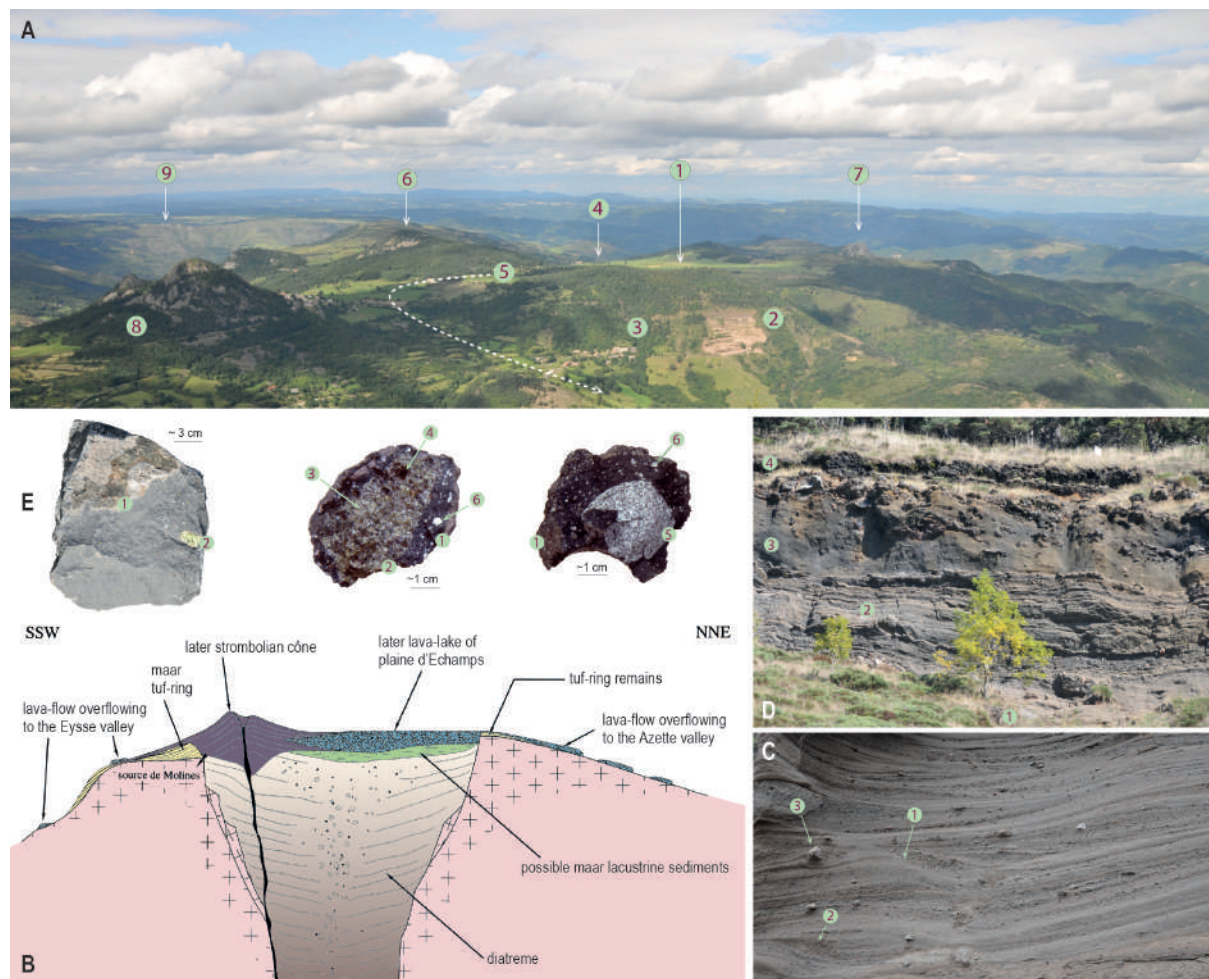 A
9
6
1
7
4
5
8
3
2
E
~ 3 cm
1
2
4
3
6
1
2
~1 cm
6
1
5
~1 cm
4
3
2
1
D
SSW
NNE
later strombolian cône
later lava-lake of
plaine d'Echamps
maar
tuf-ring
tuf-ring remains
lava-flow overflowing
to the Eysse valley
lava-flow overflowing
to the Azette valley
source de Molines
possible maar lacustrine sediments
diatreme
B
C
1
3
2